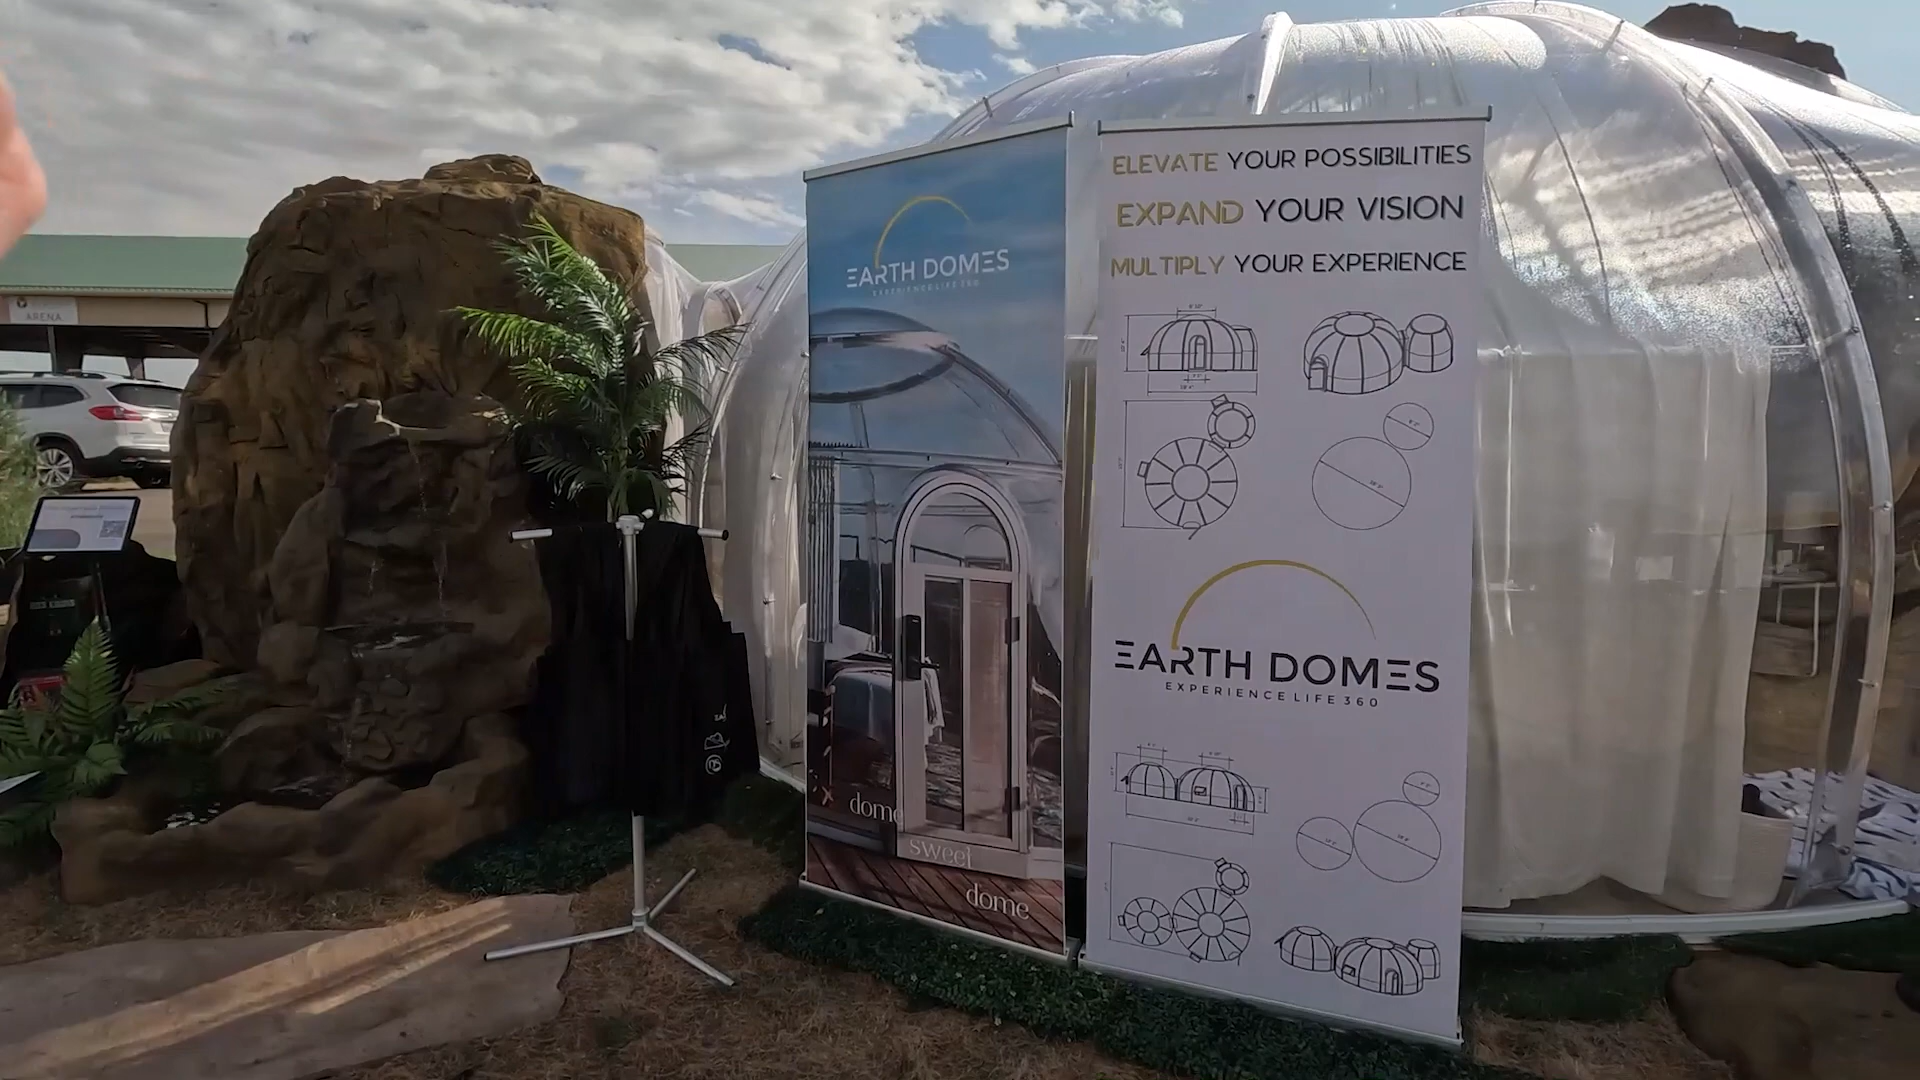 ARENA
EARTH DOMES
EXPERIENCE LIFE 360
dome
sweet
dome
ELEVATE YOUR POSSIBILITIES
EXPAND YOUR VISION
MULTIPLY YOUR EXPERIENCE
EARTH DOMES
EXPERIENCE LIFE 360